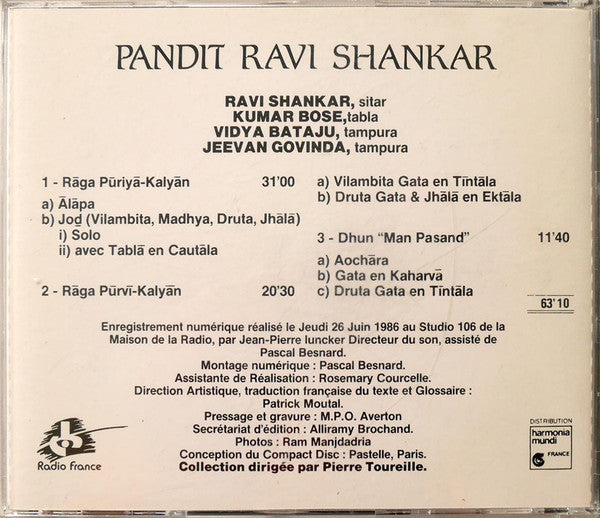 PANDIT RAVI SHANKAR
RAVI SHANKAR, sitar
KUMAR BOSE,tabla
VIDYA BATAJU, tampura
JEEVAN GOVINDA, tampura
1 - Rāga Pūriyā-Kalyān 31'00
a) Ālāpa
b) Joḏ (Vilambita, Madhya, Druta, Jhālā)
i) Solo
ii) avec Tablā en Cautāla
2 - Rāga Pūrvī-Kalyān 20'30
a) Vilambita Gata en Tīntāla
b) Druta Gata & Jhālā en Ektāla
3 - Dhun "Man Pasand" 11'40
a) Aochāra
b) Gata en Kaharvā
c) Druta Gata en Tīntāla
63'10
Enregistrement numérique réalisé le Jeudi 26 Juin 1986 au Studio 106 de la
Maison de la Radio, par Jean-Pierre Iuncker Directeur du son, assisté de
Pascal Besnard.
Montage numérique : Pascal Besnard.
Assistante de Réalisation : Rosemary Courcelle.
Direction Artistique, traduction française du texte et Glossaire :
Patrick Moutal.
Pressage et gravure : M.P.O. Averton
Secrétariat d'édition : Alliramy Brochand.
Photos : Ram Manjdadria
Conception du Compact Disc : Pastelle, Paris.
Collection dirigée par Pierre Toureille.
Radio France
DISTRIBUTION
harmonia
mundi
FRANCE